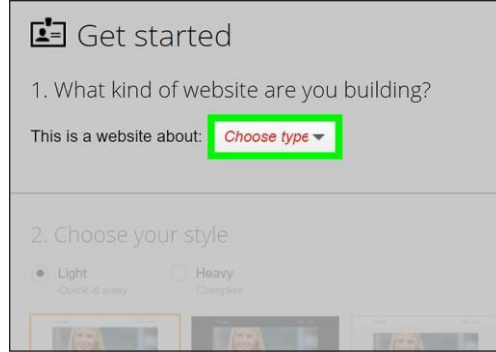 Get started
1. What kind of website are you building?
This is a website about: Choose type
2. Choose your style
Light Heavy
Quick & easy Complex